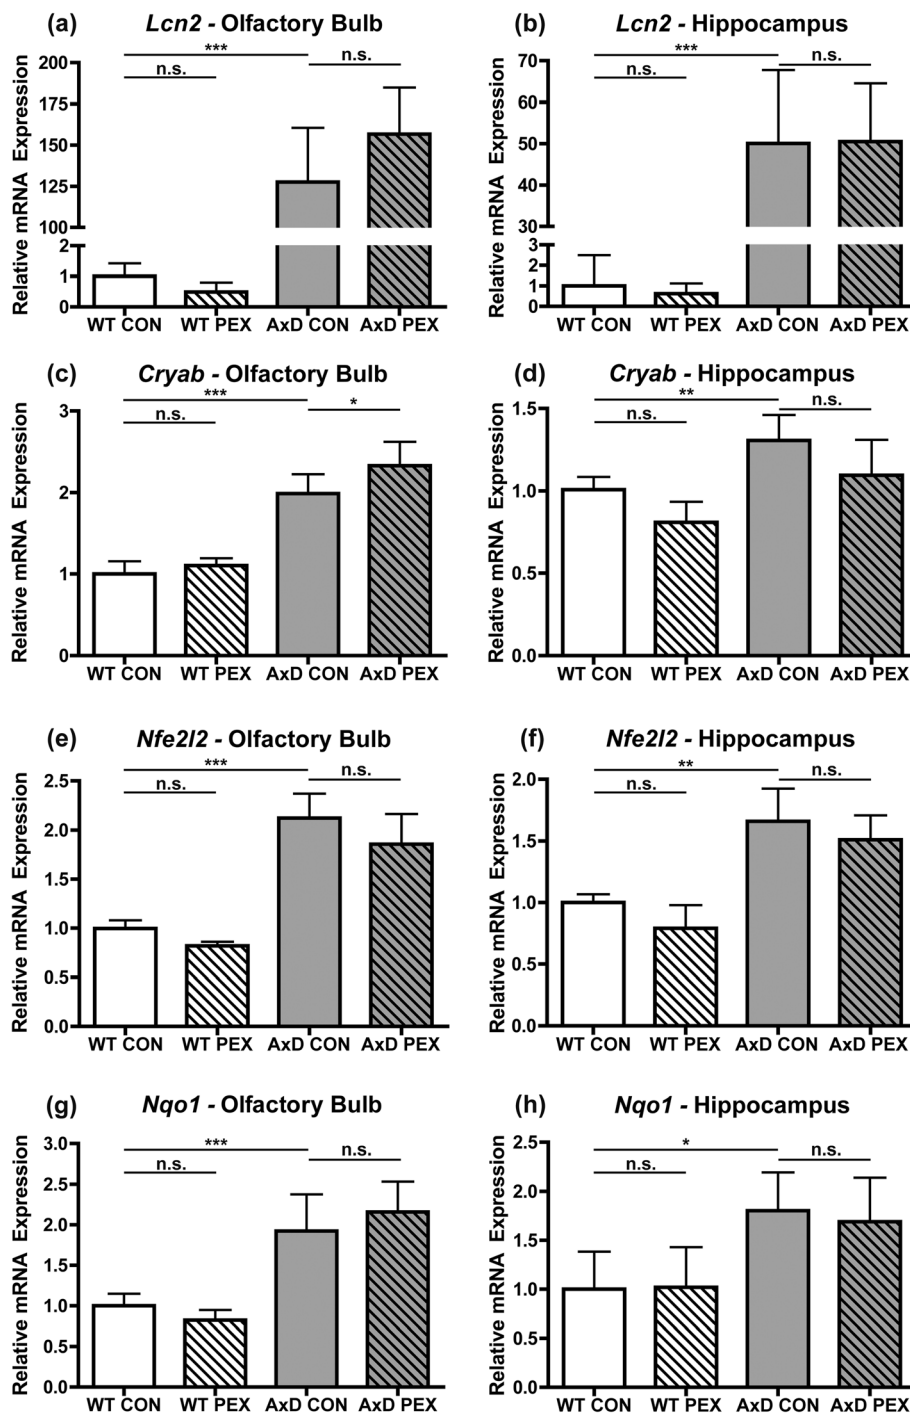 (a) Lcn2 - Olfactory Bulb
***
n.s.
n.s.
Relative mRNA Expression
200
175
150
125
100
2
1
0
WT CON WT PEX AxD CON AxD PEX
(b) Lcn2 - Hippocampus
***
n.s.
n.s.
Relative mRNA Expression
70
60
50
40
30
3
2
1
0
WT CON WT PEX AxD CON AxD PEX
(c) Cryab - Olfactory Bulb
***
n.s.
*
Relative mRNA Expression
3
2
1
0
WT CON WT PEX AxD CON AxD PEX
(d) Cryab - Hippocampus
**
n.s.
n.s.
Relative mRNA Expression
1.5
1.0
0.5
0.0
WT CON WT PEX AxD CON AxD PEX
(e) Nfe2l2 - Olfactory Bulb
***
n.s.
n.s.
Relative mRNA Expression
2.5
2.0
1.5
1.0
0.5
0.0
WT CON WT PEX AxD CON AxD PEX
(f) Nfe2l2 - Hippocampus
**
n.s.
n.s.
Relative mRNA Expression
2.0
1.5
1.0
0.5
0.0
WT CON WT PEX AxD CON AxD PEX
(g) Nqo1 - Olfactory Bulb
***
n.s.
n.s.
Relative mRNA Expression
3.0
2.5
2.0
1.5
1.0
0.5
0.0
WT CON WT PEX AxD CON AxD PEX
(h) Nqo1 - Hippocampus
*
n.s.
n.s.
Relative mRNA Expression
2.5
2.0
1.5
1.0
0.5
0.0
WT CON WT PEX AxD CON AxD PEX